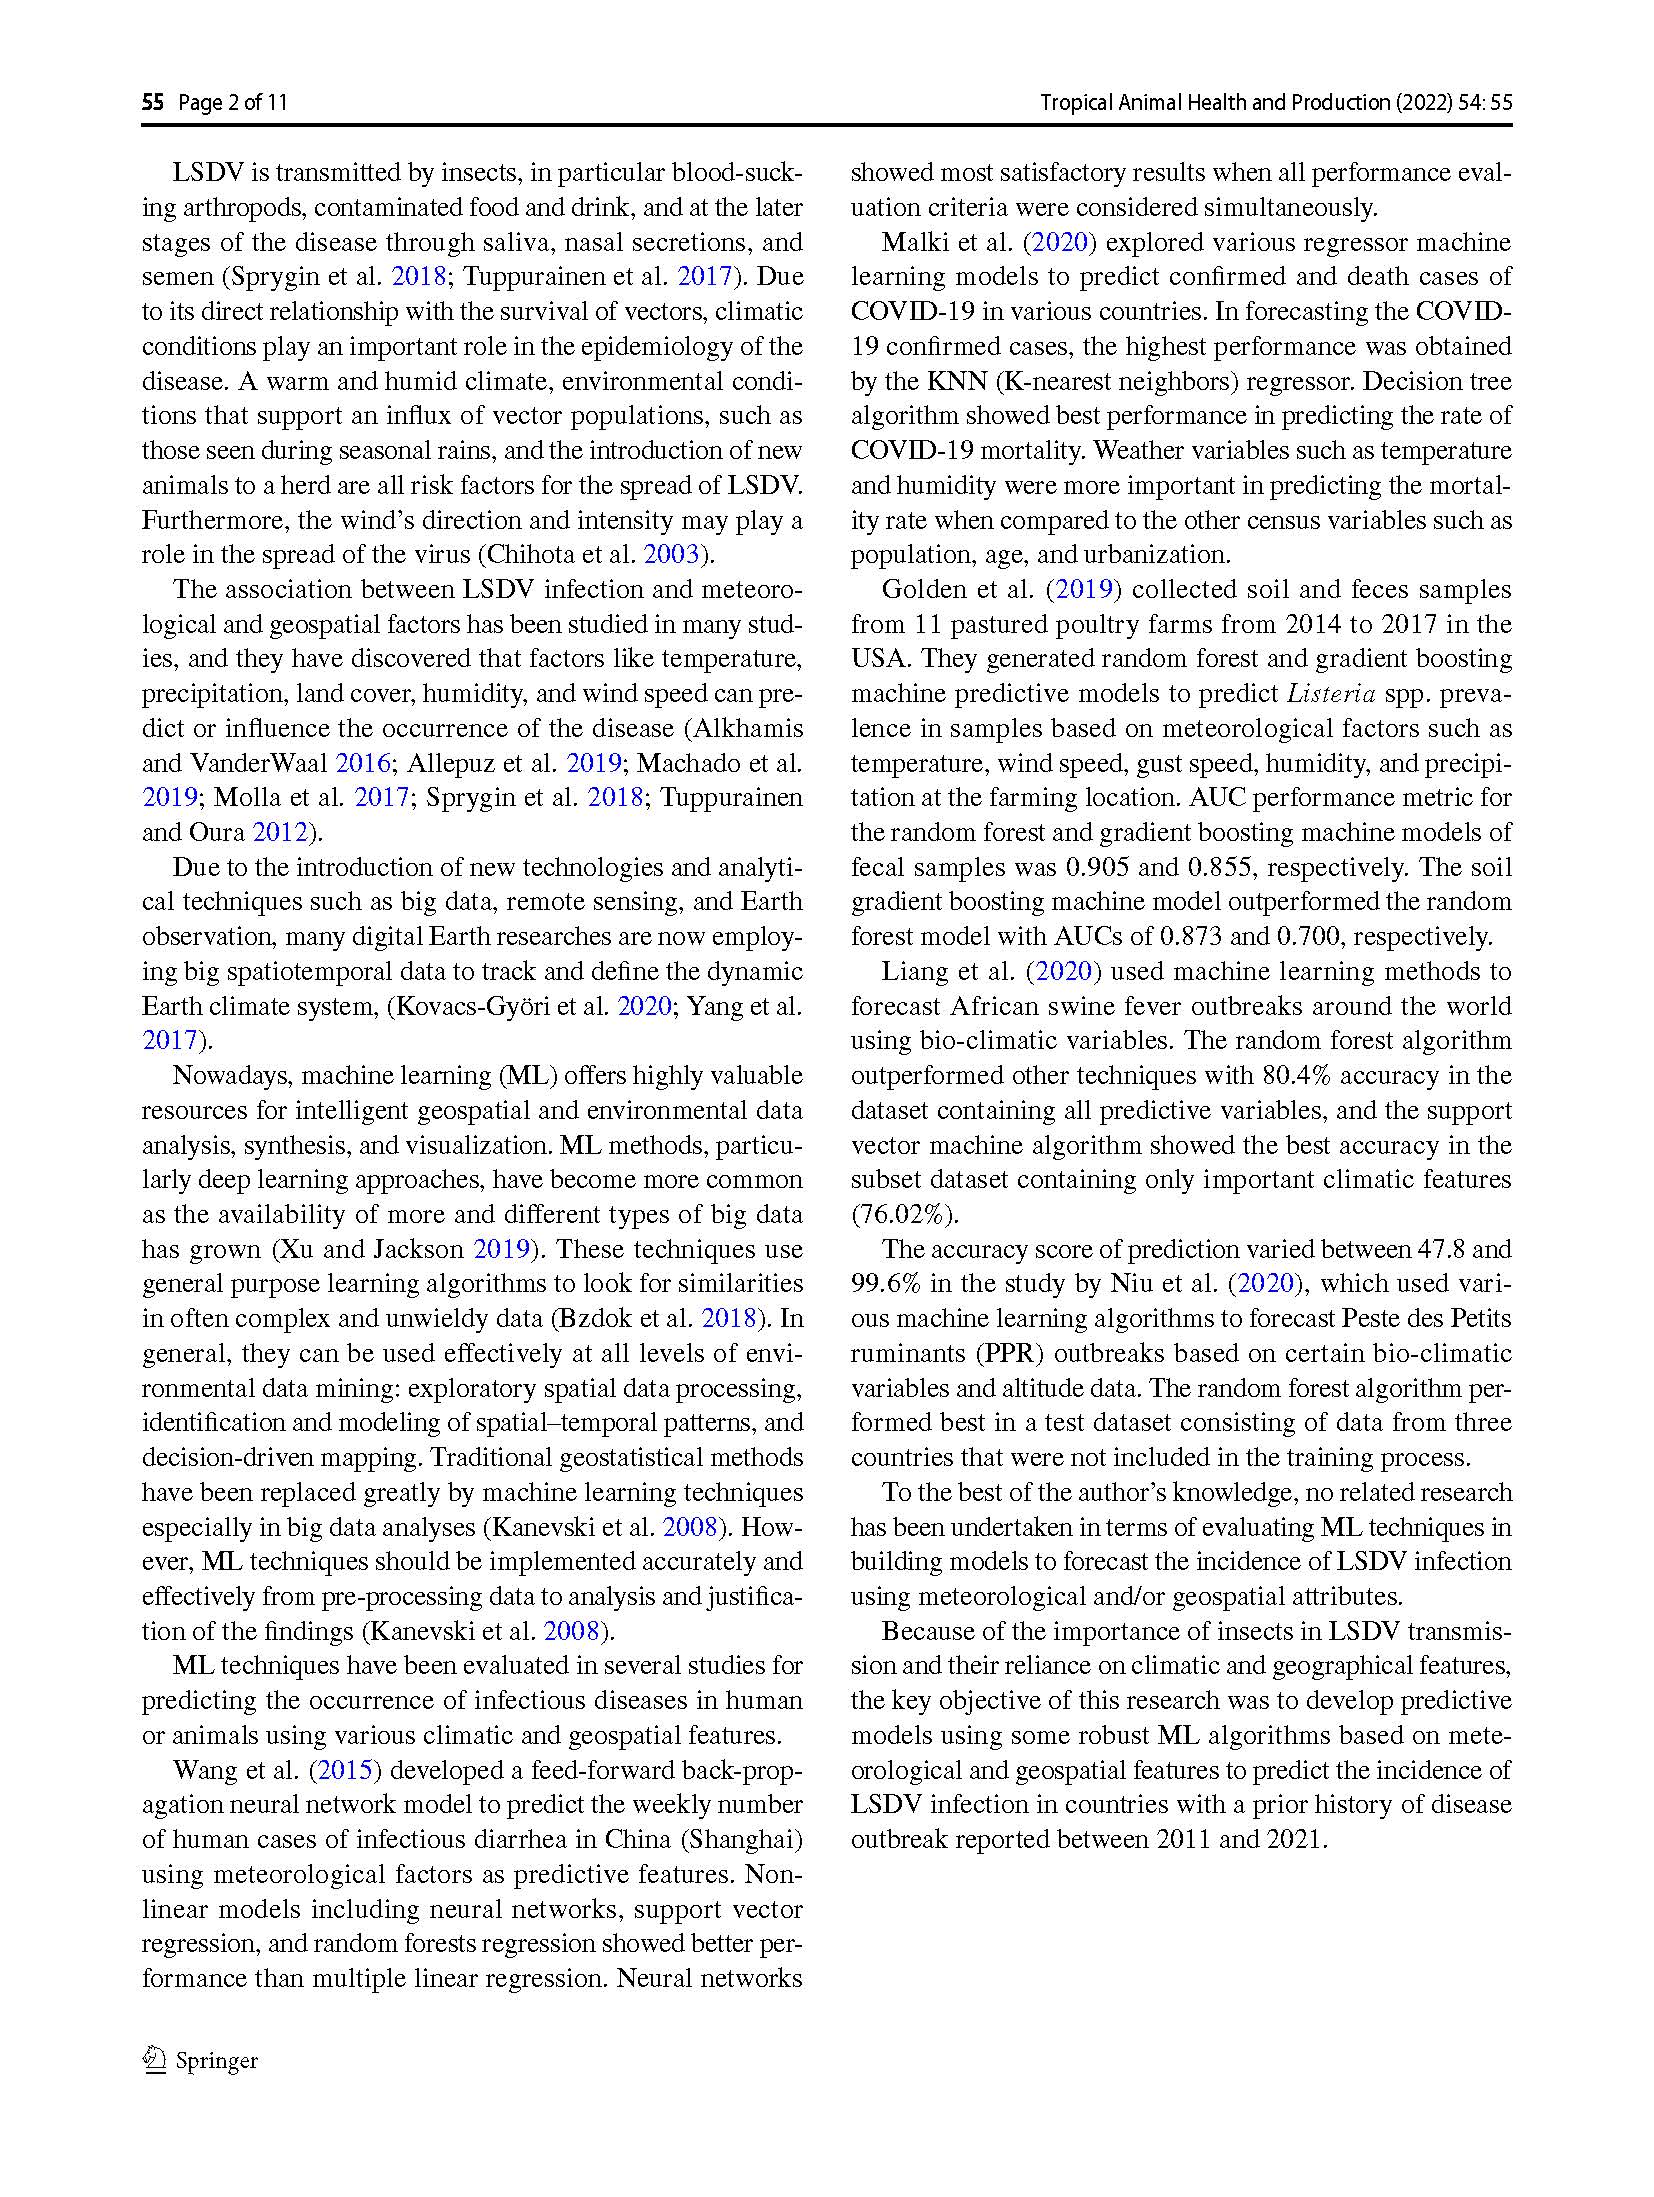 55 Page 2 of 11
Tropical Animal Health and Production (2022) 54: 55
LSDV is transmitted by insects, in particular blood-suck-
ing arthropods, contaminated food and drink, and at the later
stages of the disease through saliva, nasal secretions, and
semen (Sprygin et al. 2018; Tuppurainen et al. 2017). Due
to its direct relationship with the survival of vectors, climatic
conditions play an important role in the epidemiology of the
disease. A warm and humid climate, environmental condi-
tions that support an influx of vector populations, such as
those seen during seasonal rains, and the introduction of new
animals to a herd are all risk factors for the spread of LSDV.
Furthermore, the wind’s direction and intensity may play a
role in the spread of the virus (Chihota et al. 2003).
The association between LSDV infection and meteoro-
logical and geospatial factors has been studied in many stud-
ies, and they have discovered that factors like temperature,
precipitation, land cover, humidity, and wind speed can pre-
dict or influence the occurrence of the disease (Alkhamis
and VanderWaal 2016; Allepuz et al. 2019; Machado et al.
2019; Molla et al. 2017; Sprygin et al. 2018; Tuppurainen
and Oura 2012).
Due to the introduction of new technologies and analyti-
cal techniques such as big data, remote sensing, and Earth
observation, many digital Earth researches are now employ-
ing big spatiotemporal data to track and define the dynamic
Earth climate system, (Kovacs-Györi et al. 2020; Yang et al.
2017).
Nowadays, machine learning (ML) offers highly valuable
resources for intelligent geospatial and environmental data
analysis, synthesis, and visualization. ML methods, particu-
larly deep learning approaches, have become more common
as the availability of more and different types of big data
has grown (Xu and Jackson 2019). These techniques use
general purpose learning algorithms to look for similarities
in often complex and unwieldy data (Bzdok et al. 2018). In
general, they can be used effectively at all levels of envi-
ronmental data mining: exploratory spatial data processing,
identification and modeling of spatial–temporal patterns, and
decision-driven mapping. Traditional geostatistical methods
have been replaced greatly by machine learning techniques
especially in big data analyses (Kanevski et al. 2008). How-
ever, ML techniques should be implemented accurately and
effectively from pre-processing data to analysis and justifica-
tion of the findings (Kanevski et al. 2008).
ML techniques have been evaluated in several studies for
predicting the occurrence of infectious diseases in human
or animals using various climatic and geospatial features.
Wang et al. (2015) developed a feed-forward back-prop-
agation neural network model to predict the weekly number
of human cases of infectious diarrhea in China (Shanghai)
using meteorological factors as predictive features. Non-
linear models including neural networks, support vector
regression, and random forests regression showed better per-
formance than multiple linear regression. Neural networks
showed most satisfactory results when all performance eval-
uation criteria were considered simultaneously.
Malki et al. (2020) explored various regressor machine
learning models to predict confirmed and death cases of
COVID-19 in various countries. In forecasting the COVID-
19 confirmed cases, the highest performance was obtained
by the KNN (K-nearest neighbors) regressor. Decision tree
algorithm showed best performance in predicting the rate of
COVID-19 mortality. Weather variables such as temperature
and humidity were more important in predicting the mortal-
ity rate when compared to the other census variables such as
population, age, and urbanization.
Golden et al. (2019) collected soil and feces samples
from 11 pastured poultry farms from 2014 to 2017 in the
USA. They generated random forest and gradient boosting
machine predictive models to predict Listeria spp. preva-
lence in samples based on meteorological factors such as
temperature, wind speed, gust speed, humidity, and precipi-
tation at the farming location. AUC performance metric for
the random forest and gradient boosting machine models of
fecal samples was 0.905 and 0.855, respectively. The soil
gradient boosting machine model outperformed the random
forest model with AUCs of 0.873 and 0.700, respectively.
Liang et al. (2020) used machine learning methods to
forecast African swine fever outbreaks around the world
using bio-climatic variables. The random forest algorithm
outperformed other techniques with 80.4% accuracy in the
dataset containing all predictive variables, and the support
vector machine algorithm showed the best accuracy in the
subset dataset containing only important climatic features
(76.02%).
The accuracy score of prediction varied between 47.8 and
99.6% in the study by Niu et al. (2020), which used vari-
ous machine learning algorithms to forecast Peste des Petits
ruminants (PPR) outbreaks based on certain bio-climatic
variables and altitude data. The random forest algorithm per-
formed best in a test dataset consisting of data from three
countries that were not included in the training process.
To the best of the author’s knowledge, no related research
has been undertaken in terms of evaluating ML techniques in
building models to forecast the incidence of LSDV infection
using meteorological and/or geospatial attributes.
Because of the importance of insects in LSDV transmis-
sion and their reliance on climatic and geographical features,
the key objective of this research was to develop predictive
models using some robust ML algorithms based on mete-
orological and geospatial features to predict the incidence of
LSDV infection in countries with a prior history of disease
outbreak reported between 2011 and 2021.
Springer